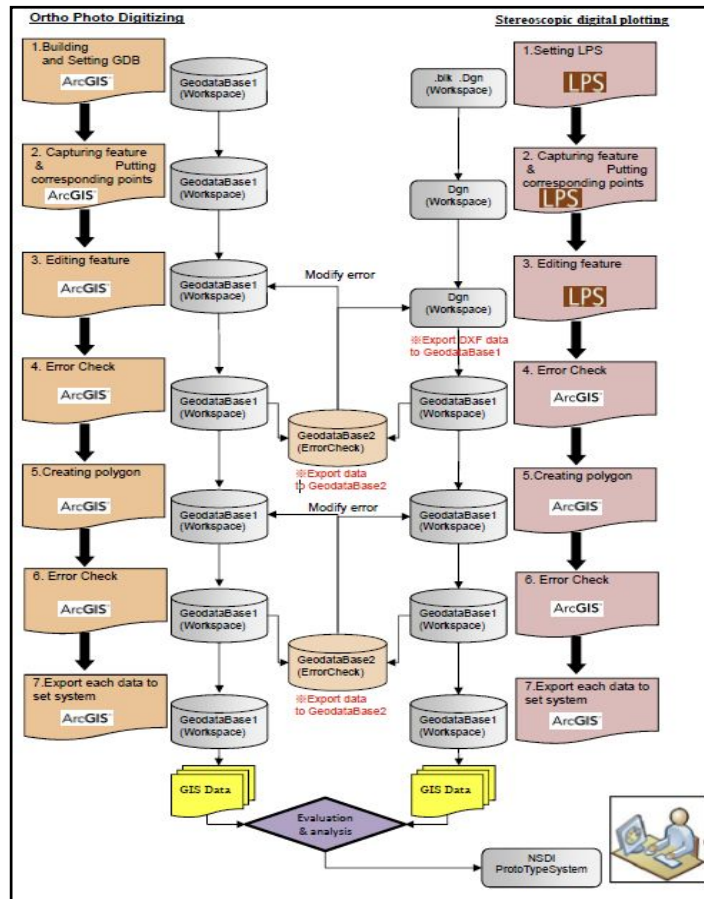 Ortho Photo Digitizing
Stereoscopic digital plotting
1.Building
and Setting GDB
ArcGIS
GeodataBase1
(Workspace)
.blk .Dgn
(Workspace)
1.Setting LPS
LPS
2. Capturing feature
& Putting
corresponding points
ArcGIS
GeodataBase1
(Workspace)
Dgn
(Workspace)
2. Capturing feature
& Putting
corresponding points
LPS
3. Editing feature
ArcGIS
GeodataBase1
(Workspace)
Modify error
Dgn
(Workspace)
※Export DXF data
to GeodataBase1
3. Editing feature
LPS
4. Error Check
ArcGIS
GeodataBase1
(Workspace)
GeodataBase2
(ErrorCheck)
※Export data
to GeodataBase2
GeodataBase1
(Workspace)
4. Error Check
ArcGIS
5.Creating polygon
ArcGIS
GeodataBase1
(Workspace)
Modify error
GeodataBase1
(Workspace)
5.Creating polygon
ArcGIS
6. Error Check
ArcGIS
GeodataBase1
(Workspace)
GeodataBase2
(ErrorCheck)
※Export data
to GeodataBase2
GeodataBase1
(Workspace)
6. Error Check
ArcGIS
7.Export each data to
set system
ArcGIS
GeodataBase1
(Workspace)
GeodataBase1
(Workspace)
7.Export each data to
set system
ArcGIS
GIS Data
GIS Data
Evaluation
& analysis
NSDI
ProtoTypeSystem